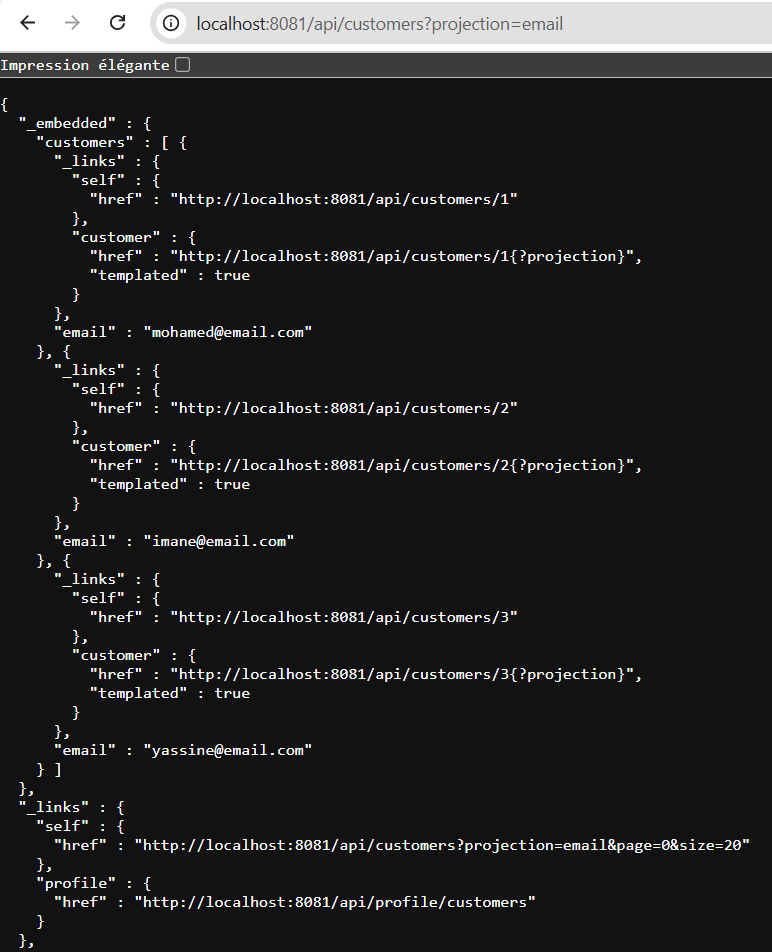 localhost:8081/api/customers?projection=email
Impression élégante
{
  "_embedded" : {
    "customers" : [ {
      "_links" : {
        "self" : {
          "href" : "http://localhost:8081/api/customers/1"
        },
        "customer" : {
          "href" : "http://localhost:8081/api/customers/1{?projection}",
          "templated" : true
        }
      },
      "email" : "mohamed@email.com"
    }, {
      "_links" : {
        "self" : {
          "href" : "http://localhost:8081/api/customers/2"
        },
        "customer" : {
          "href" : "http://localhost:8081/api/customers/2{?projection}",
          "templated" : true
        }
      },
      "email" : "imane@email.com"
    }, {
      "_links" : {
        "self" : {
          "href" : "http://localhost:8081/api/customers/3"
        },
        "customer" : {
          "href" : "http://localhost:8081/api/customers/3{?projection}",
          "templated" : true
        }
      },
      "email" : "yassine@email.com"
    } ]
  },
  "_links" : {
    "self" : {
      "href" : "http://localhost:8081/api/customers?projection=email&page=0&size=20"
    },
    "profile" : {
      "href" : "http://localhost:8081/api/profile/customers"
    }
  },